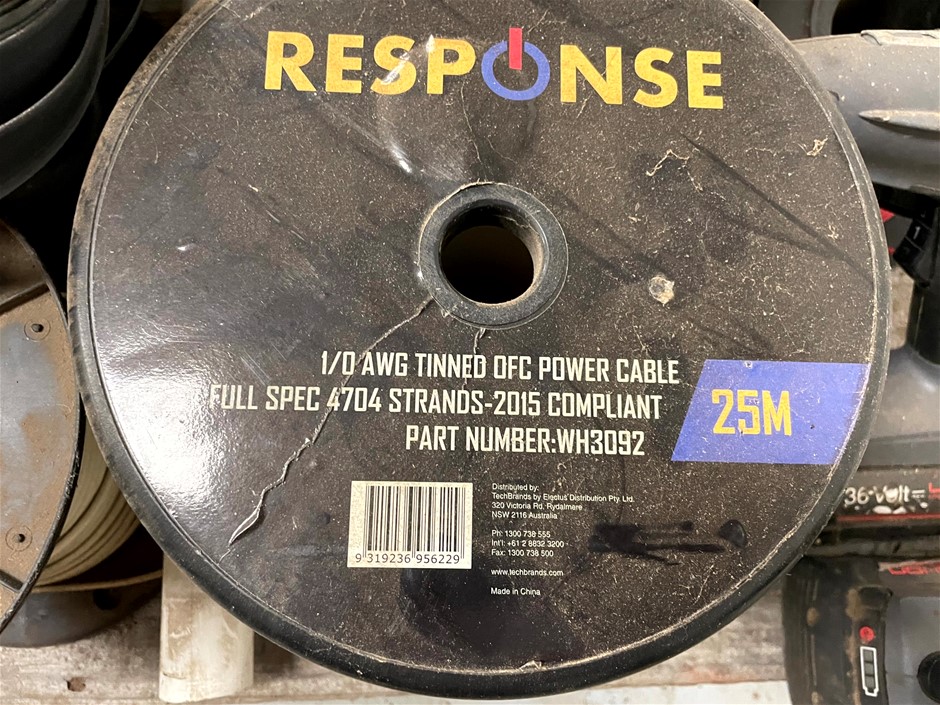 RESPONSE
1/0 AWG TINNED OFC POWER CABLE
FULL SPEC 4704 STRANDS-2015 COMPLIANT
PART NUMBER:WH3092
25M
9 319236 956229
Distributed by:
TechBrands by Electus Distribution Pty. Ltd.
320 Victoria Rd, Rydalmere
NSW 2116 Australia
Ph: 1300 738 555
Int'l: +61 2 8832 3200
Fax: 1300 738 500
www.techbrands.com
Made in China
36-Volt
1